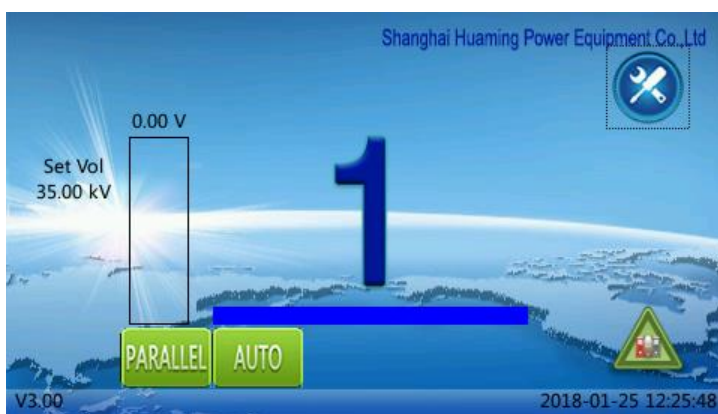 Shanghai Huaming Power Equipment Co.,Ltd
0.00 V
Set Vol
35.00 kV
1
PARALLEL AUTO
V3.00 2018-01-25 12:25:48